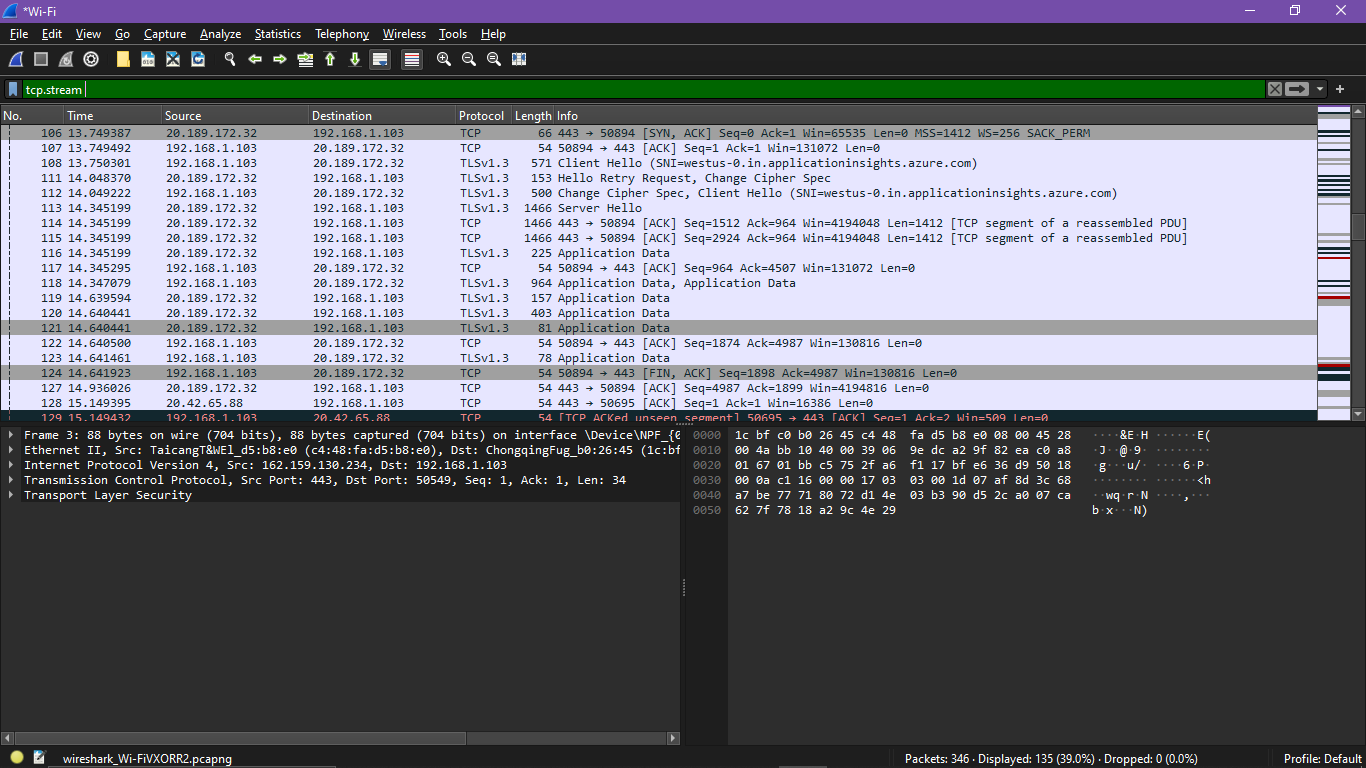 *Wi-Fi
File Edit View Go Capture Analyze Statistics Telephony Wireless Tools Help
tcp.stream
No. Time Source Destination Protocol Length Info
106 13.749387 20.189.172.32 192.168.1.103 TCP 66 443 → 50894 [SYN, ACK] Seq=0 Ack=1 Win=65535 Len=0 MSS=1412 WS=256 SACK_PERM
107 13.749492 192.168.1.103 20.189.172.32 TCP 54 50894 → 443 [ACK] Seq=1 Ack=1 Win=131072 Len=0
108 13.750301 192.168.1.103 20.189.172.32 TLSv1.3 571 Client Hello (SNI=westus-0.in.applicationinsights.azure.com)
111 14.048370 20.189.172.32 192.168.1.103 TLSv1.3 153 Hello Retry Request, Change Cipher Spec
112 14.049222 192.168.1.103 20.189.172.32 TLSv1.3 500 Change Cipher Spec, Client Hello (SNI=westus-0.in.applicationinsights.azure.com)
113 14.345199 20.189.172.32 192.168.1.103 TLSv1.3 1466 Server Hello
114 14.345199 20.189.172.32 192.168.1.103 TCP 1466 443 → 50894 [ACK] Seq=1512 Ack=964 Win=4194048 Len=1412 [TCP segment of a reassembled PDU]
115 14.345199 20.189.172.32 192.168.1.103 TCP 1466 443 → 50894 [ACK] Seq=2924 Ack=964 Win=4194048 Len=1412 [TCP segment of a reassembled PDU]
116 14.345199 20.189.172.32 192.168.1.103 TLSv1.3 225 Application Data
117 14.345295 192.168.1.103 20.189.172.32 TCP 54 50894 → 443 [ACK] Seq=964 Ack=4507 Win=131072 Len=0
118 14.347079 192.168.1.103 20.189.172.32 TLSv1.3 964 Application Data, Application Data
119 14.639594 20.189.172.32 192.168.1.103 TLSv1.3 157 Application Data
120 14.640441 20.189.172.32 192.168.1.103 TLSv1.3 403 Application Data
121 14.640441 20.189.172.32 192.168.1.103 TLSv1.3 81 Application Data
122 14.640500 192.168.1.103 20.189.172.32 TCP 54 50894 → 443 [ACK] Seq=1874 Ack=4987 Win=130816 Len=0
123 14.641461 192.168.1.103 20.189.172.32 TLSv1.3 78 Application Data
124 14.641923 192.168.1.103 20.189.172.32 TCP 54 50894 → 443 [FIN, ACK] Seq=1898 Ack=4987 Win=130816 Len=0
127 14.936026 20.189.172.32 192.168.1.103 TCP 54 443 → 50894 [ACK] Seq=4987 Ack=1899 Win=4194816 Len=0
128 15.149395 20.42.65.88 192.168.1.103 TCP 54 443 → 50695 [ACK] Seq=1 Ack=1 Win=16386 Len=0
129 15.149432 192.168.1.103 20.42.65.88 TCP 54 [TCP ACKed unseen segment] 50695 → 443 [ACK] Seq=1 Ack=2 Win=509 Len=0
Frame 3: 88 bytes on wire (704 bits), 88 bytes captured (704 bits) on interface \Device\NPF_{0
Ethernet II, Src: TaicangT&WEl_d5:b8:e0 (c4:48:fa:d5:b8:e0), Dst: ChongqingFug_b0:26:45 (1c:bf
Internet Protocol Version 4, Src: 162.159.130.234, Dst: 192.168.1.103
Transmission Control Protocol, Src Port: 443, Dst Port: 50549, Seq: 1, Ack: 1, Len: 34
Transport Layer Security
0000 1c bf c0 b0 26 45 c4 48 fa d5 b8 e0 08 00 45 28 ····&E·H ······E(
0010 00 4a bb 10 40 00 39 06 9e dc a2 9f 82 ea c0 a8 ·J··@·9· ········
0020 01 67 01 bb c5 75 2f a6 f1 17 bf e6 36 d9 50 18 ·g···u/· ····6·P·
0030 00 0a c1 16 00 00 17 03 03 00 1d 07 af 8d 3c 68 ········ ······<h
0040 a7 be 77 71 80 72 d1 4e 03 b3 90 d5 2c a0 07 ca ··wq·r·N ····,···
0050 62 7f 78 18 a2 9c 4e 29 b·x···N)
wireshark_Wi-FiVXORR2.pcapng
Packets: 346 · Displayed: 135 (39.0%) · Dropped: 0 (0.0%)
Profile: Default